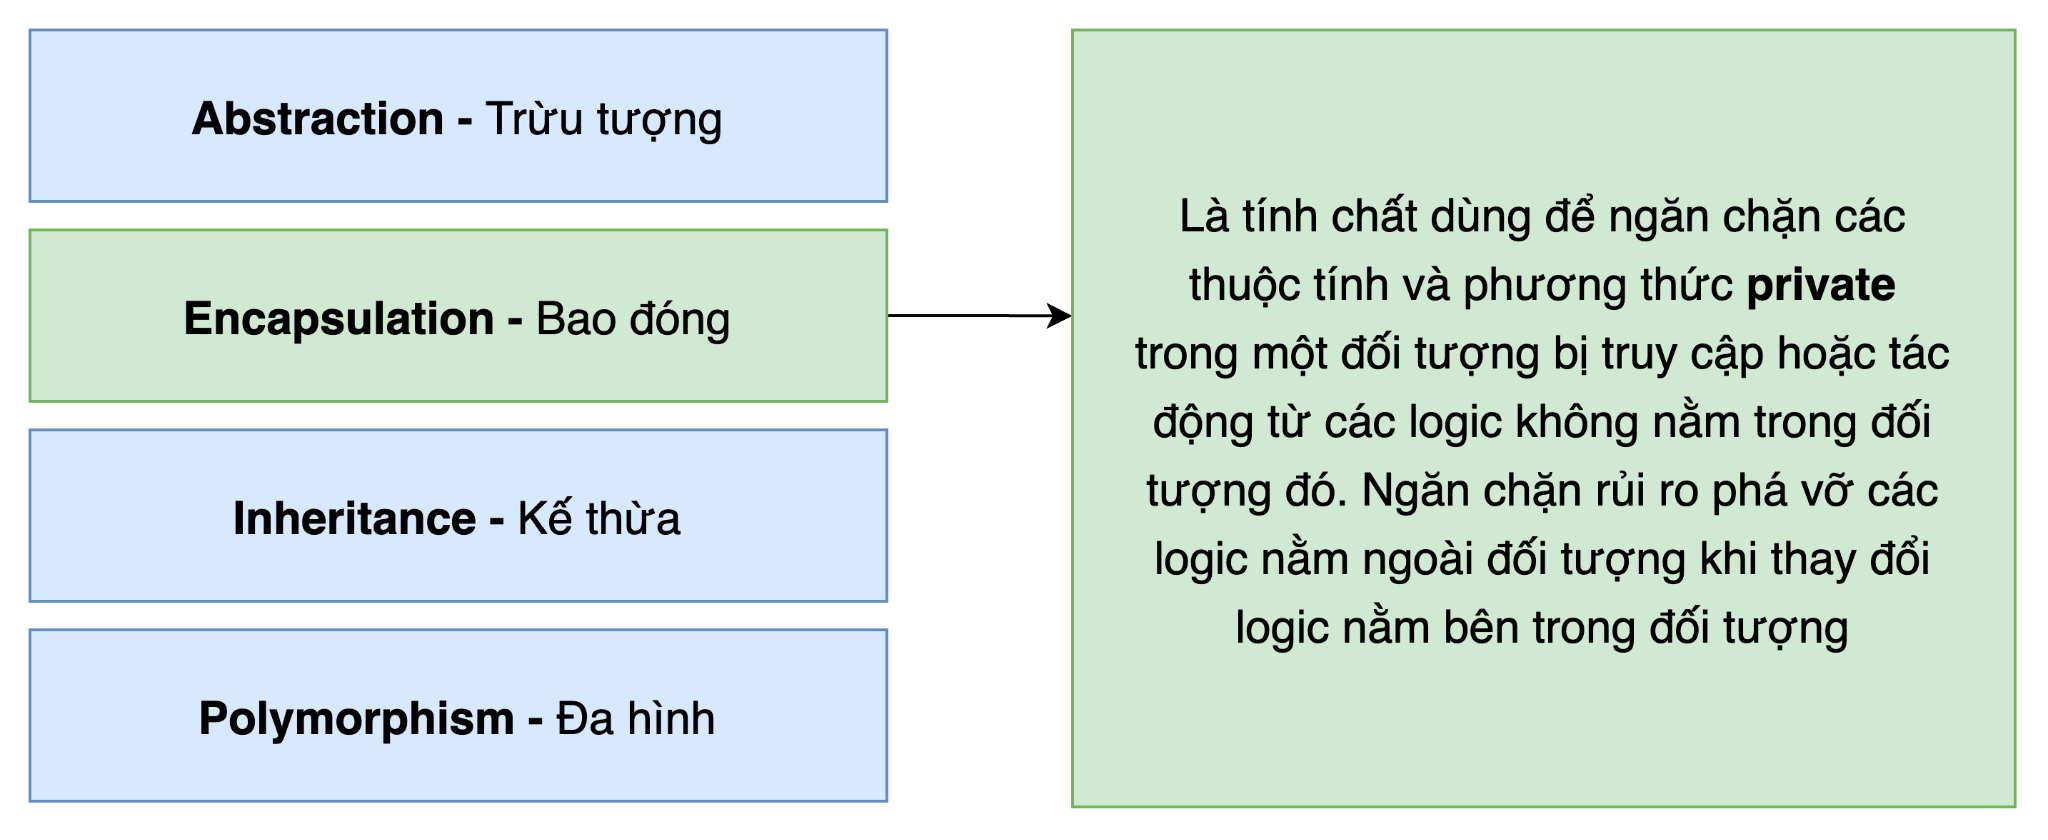 Abstraction - Trừu tượng
Encapsulation - Bao đóng
Inheritance - Kế thừa
Polymorphism - Đa hình
Là tính chất dùng để ngăn chặn các
thuộc tính và phương thức private
trong một đối tượng bị truy cập hoặc tác
động từ các logic không nằm trong đối
tượng đó. Ngăn chặn rủi ro phá vỡ các
logic nằm ngoài đối tượng khi thay đổi
logic nằm bên trong đối tượng